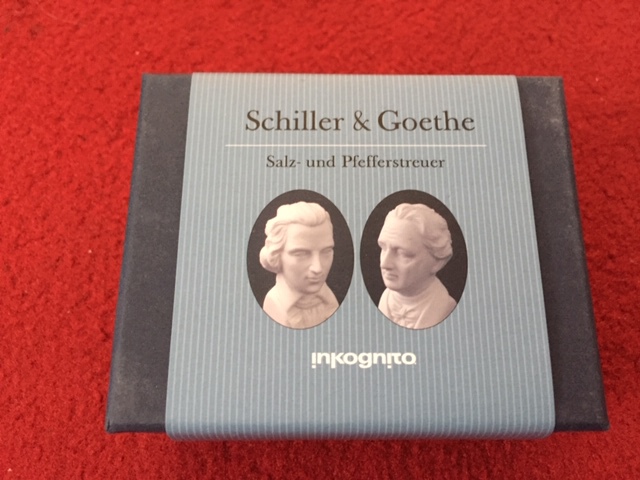 Schiller & Goethe
Salz- und Pfefferstreuer
inkognito